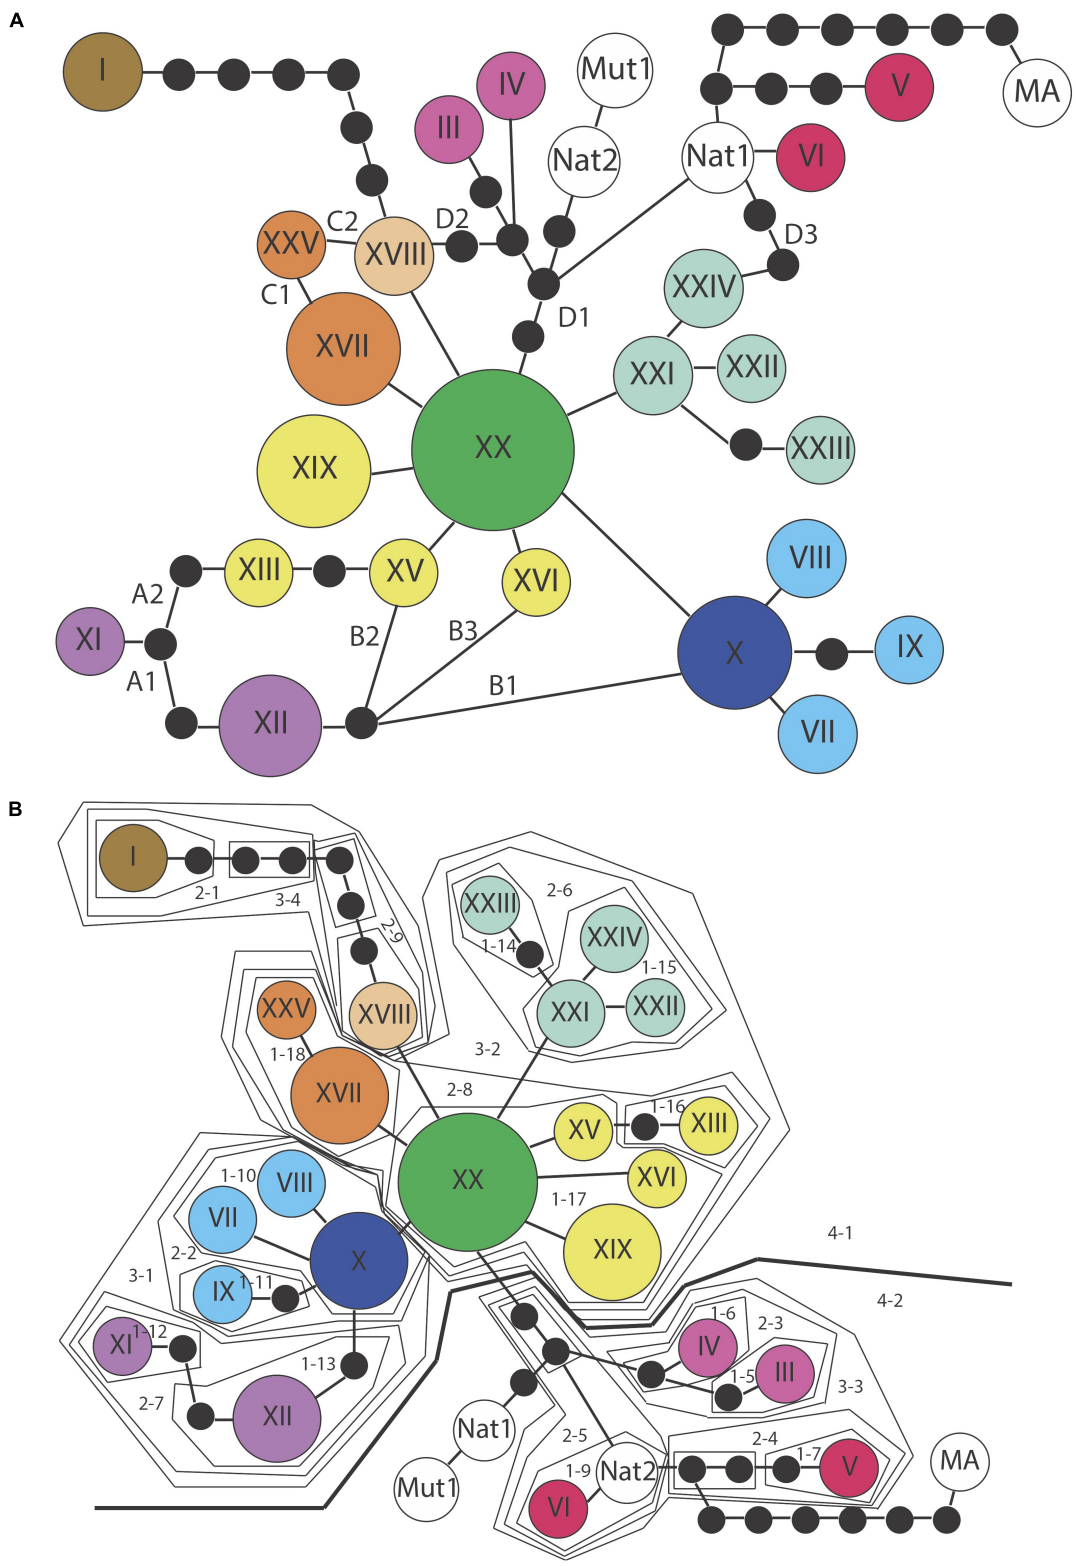 A
I
IV
Mut1
V
MA
III
Nat2
Nat1
VI
C2
D2
D3
XXV
XVIII
XXIV
C1
D1
XVII
XXI
XXII
XX
XXIII
XIX
A2
XIII
XV
XVI
VIII
XI
B2
B3
X
IX
A1
B1
XII
VII
B
I
2-1
3-4
2-9
XXIII
2-6
1-14
XXIV
1-15
XXV
XVIII
XXI
XXII
1-18
3-2
XVII
2-8
1-16
XV
XIII
1-10
VIII
XX
XVI
VII
1-17
2-2
X
XIX
4-1
3-1
IX
1-11
4-2
XI
1-12
1-6
2-3
IV
1-13
1-5
III
3-3
2-7
XII
Nat1
2-5
2-4
1-7
1-9
Nat2
V
MA
Mut1
VI